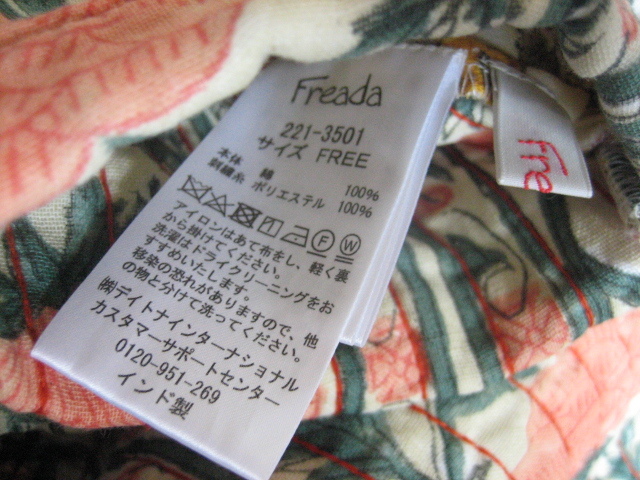 Freada
221-3501
サイズ FREE
本体 綿 100%
刺繍糸 ポリエステル 100%
F W
アイロンはあて布をし、軽く裏
から掛けてください。
洗濯はドライクリーニングをお
すすめいたします。
移染の恐れがありますので、他
の物と分けて洗ってください。
㈱デイトナインターナショナル
カスタマーサポートセンター
0120-951-269
インド製
Fre